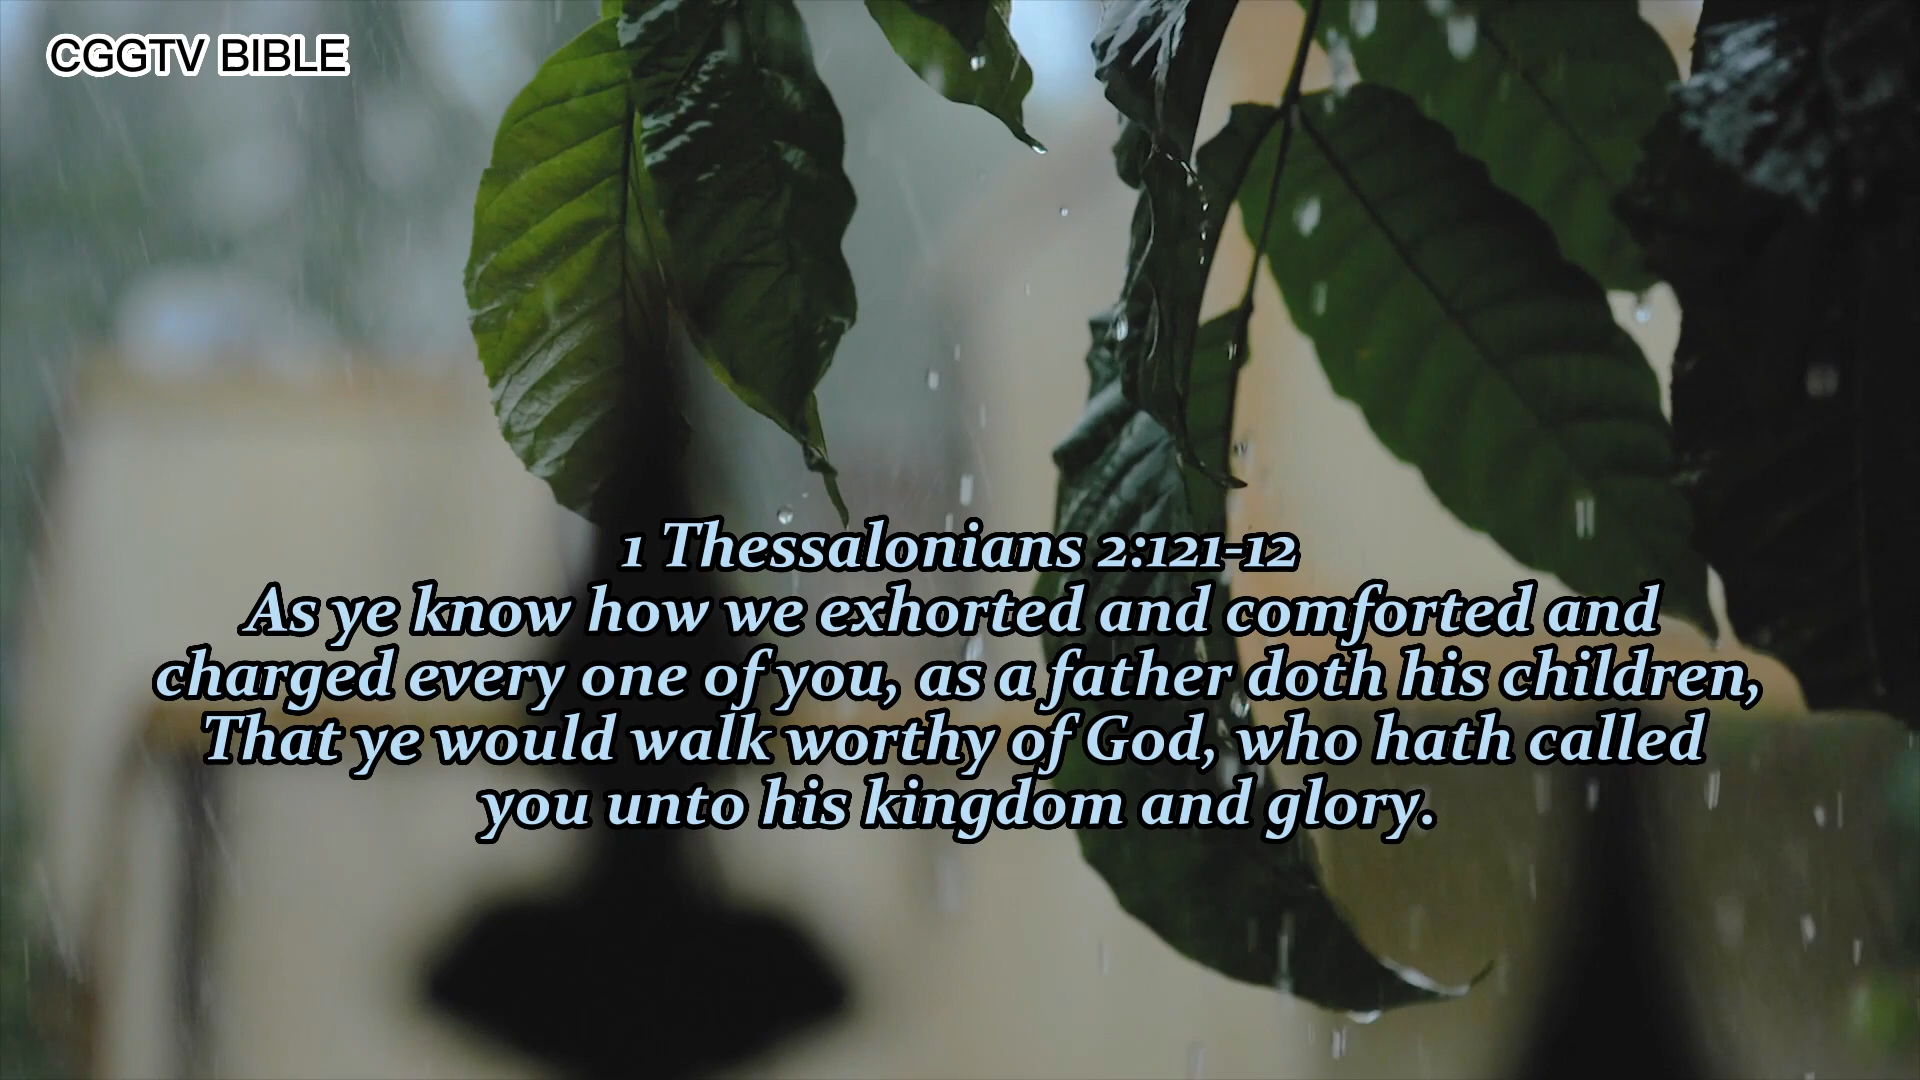 CGGTV BIBLE
1 Thessalonians 2:121-12
As ye know how we exhorted and comforted and
charged every one of you, as a father doth his children,
That ye would walk worthy of God, who hath called
you unto his kingdom and glory.